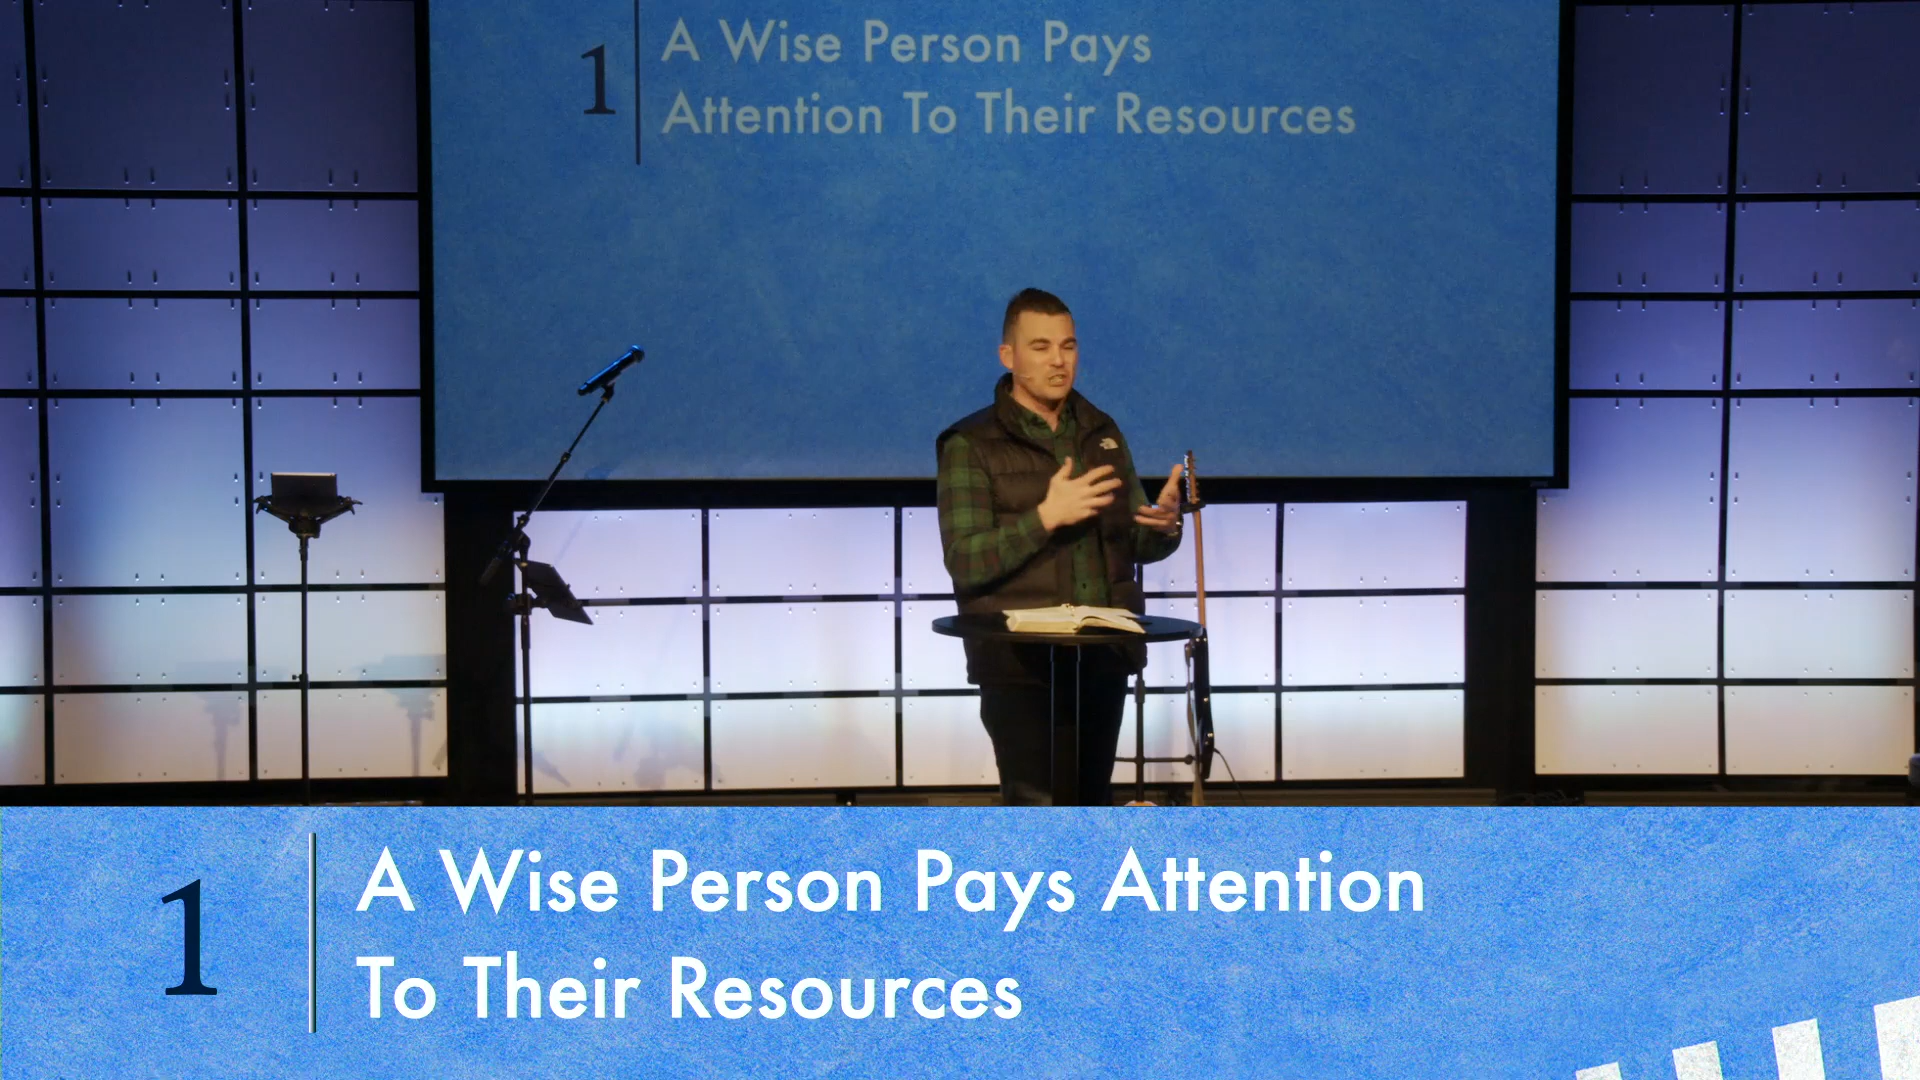 1
A Wise Person Pays
Attention To Their Resources
1
A Wise Person Pays Attention
To Their Resources